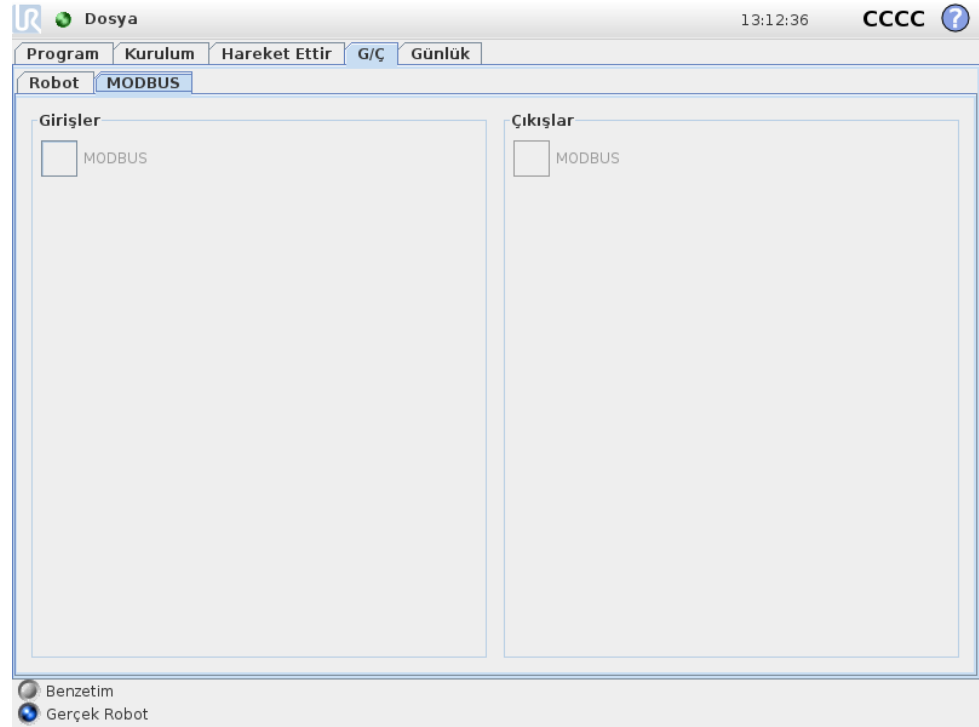 UR Dosya 13:12:36 CCCC ?
Program Kurulum Hareket Ettir G/Ç Günlük
Robot MODBUS
Girişler Çıkışlar
MODBUS MODBUS
Benzetim
Gerçek Robot